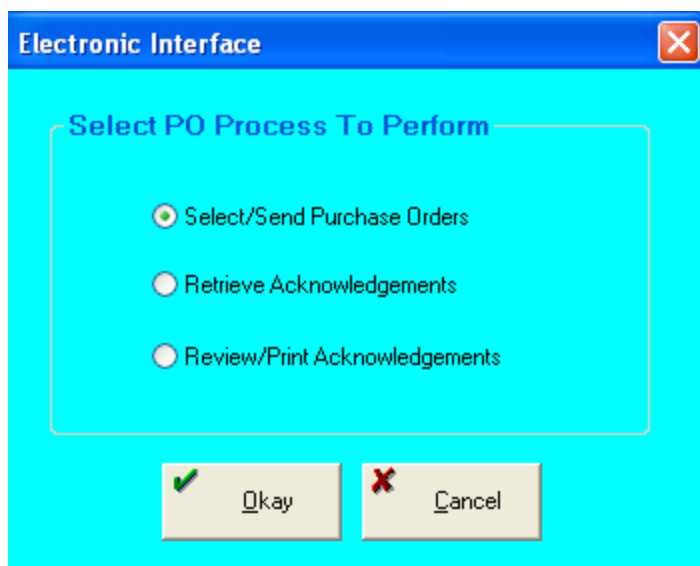 Electronic Interface
Select PO Process To Perform
Select/Send Purchase Orders
Retrieve Acknowledgements
Review/Print Acknowledgements
Okay
Cancel